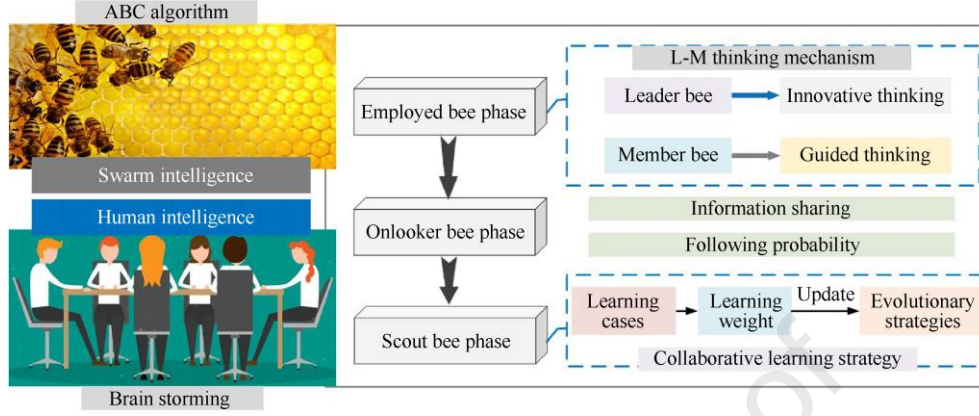 ABC algorithm
Swarm intelligence
Human intelligence
Brain storming
Employed bee phase
Onlooker bee phase
Scout bee phase
L-M thinking mechanism
Leader bee
Innovative thinking
Member bee
Guided thinking
Information sharing
Following probability
Learning
cases
Learning
weight
Update
Evolutionary
strategies
Collaborative learning strategy
of